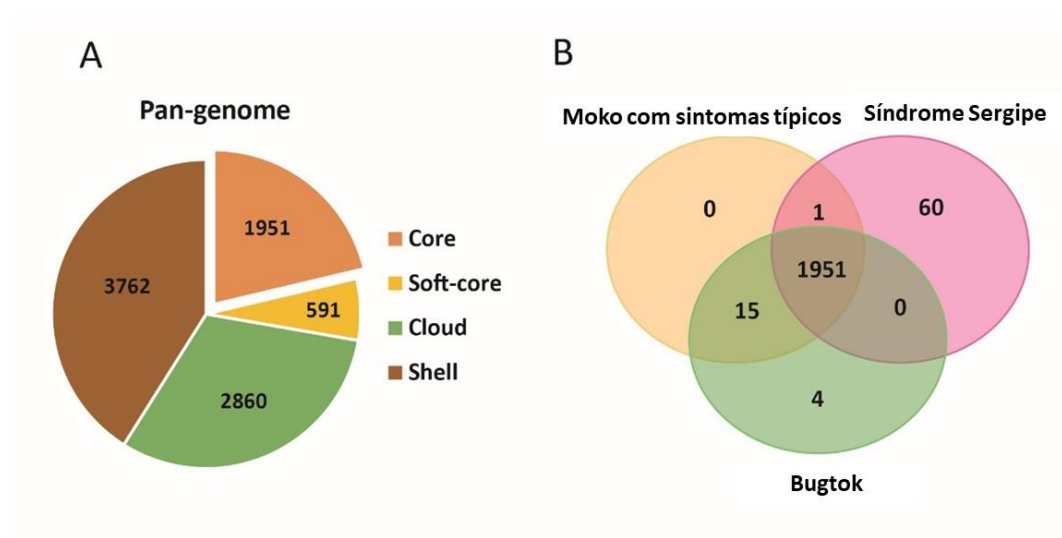 A
Pan-genome
1951
3762
591
2860
Core
Soft-core
Cloud
Shell
B
Moko com sintomas típicos
Síndrome Sergipe
0
1
60
1951
15
0
4
Bugtok